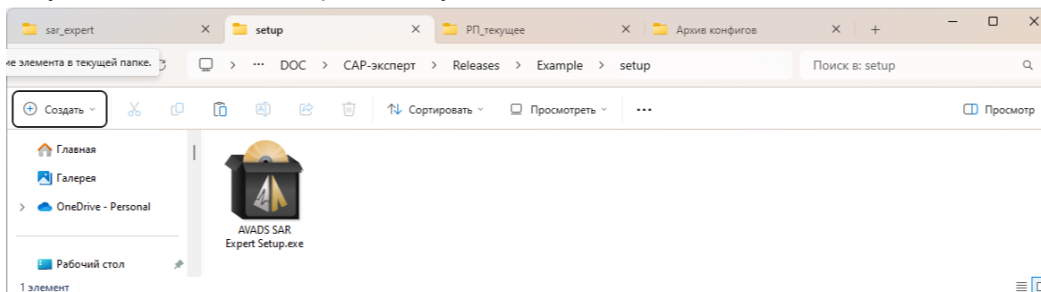 sar_expert
setup
РП_текущее
Архив конфигов
ие элемента в текущей папке.
DOC > САР-эксперт > Releases > Example > setup
Поиск в: setup
Создать
Сортировать
Просмотреть
Просмотр
Главная
Галерея
OneDrive - Personal
Рабочий стол
AVADS SAR
Expert Setup.exe
1 элемент